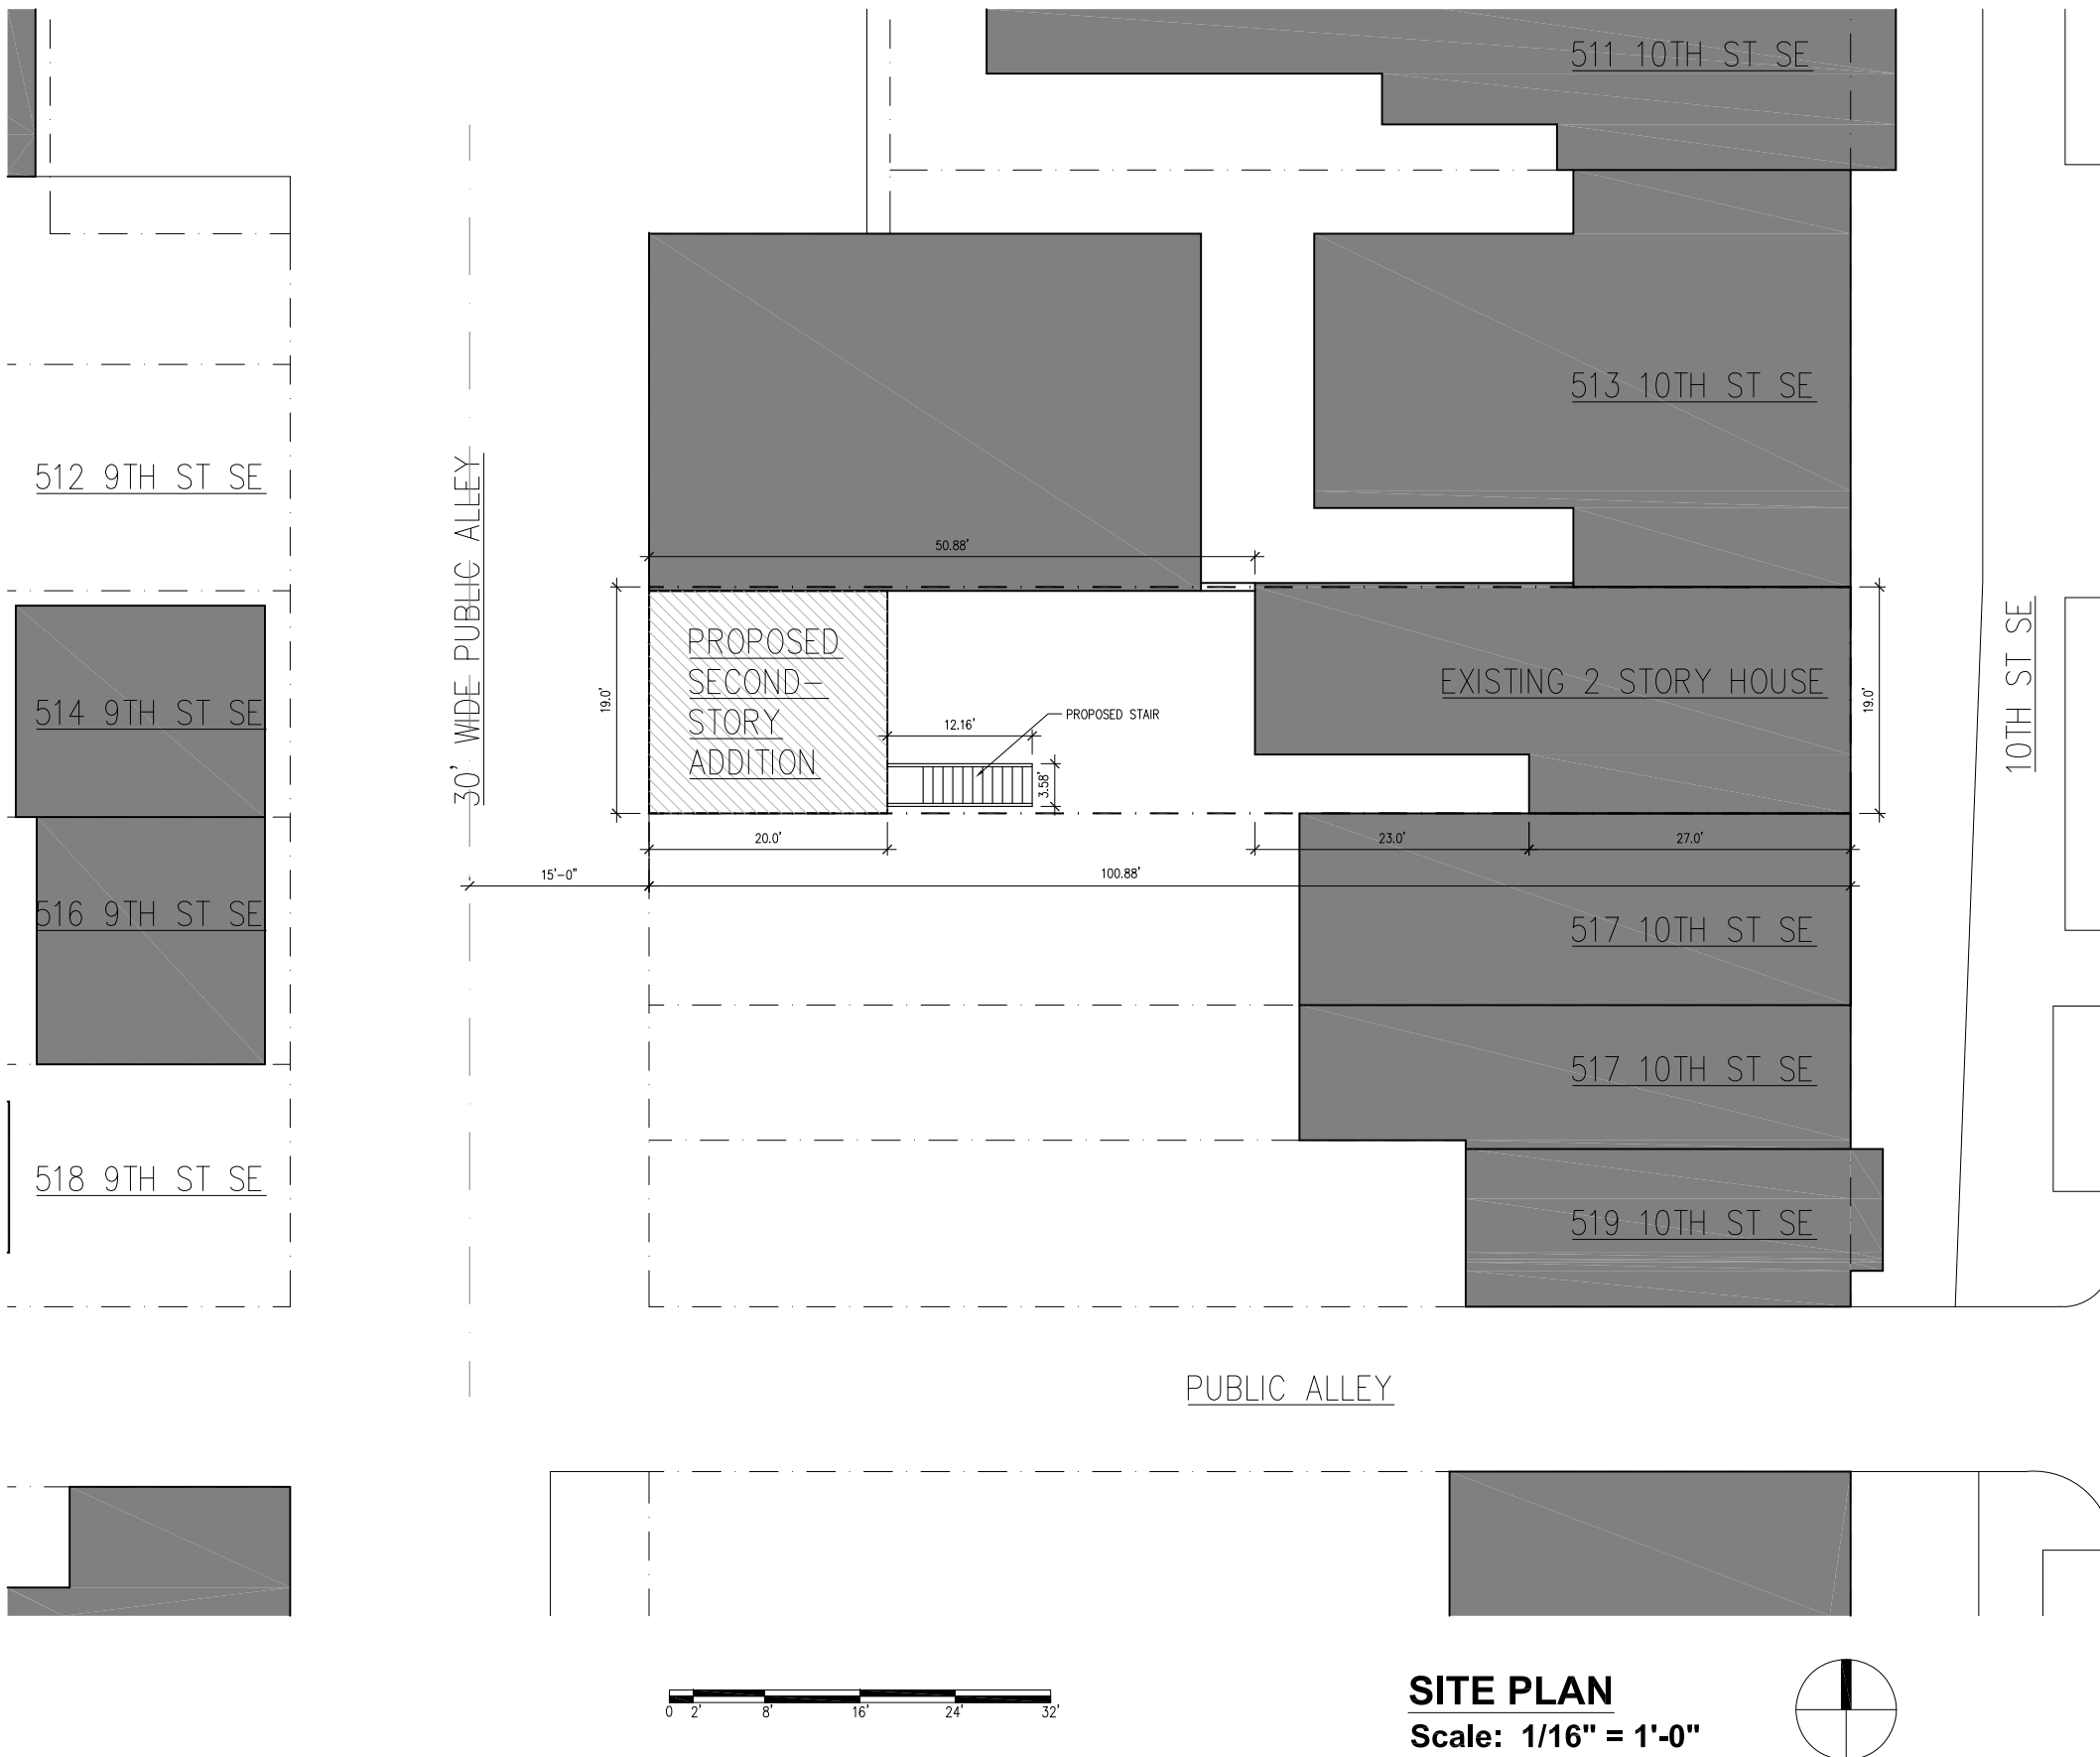 511 10TH ST SE
513 10TH ST SE
512 9TH ST SE
30' WIDE PUBLIC ALLEY
50.88'
19.0'
PROPOSED
SECOND-
STORY
ADDITION
EXISTING 2 STORY HOUSE
19.0'
10TH ST SE
514 9TH ST SE
12.16'
PROPOSED STAIR
3.58'
20.0'
23.0'
27.0'
15'-0"
100.88'
516 9TH ST SE
517 10TH ST SE
517 10TH ST SE
518 9TH ST SE
519 10TH ST SE
PUBLIC ALLEY
0 2' 8' 16' 24' 32'
SITE PLAN
Scale: 1/16" = 1'-0"